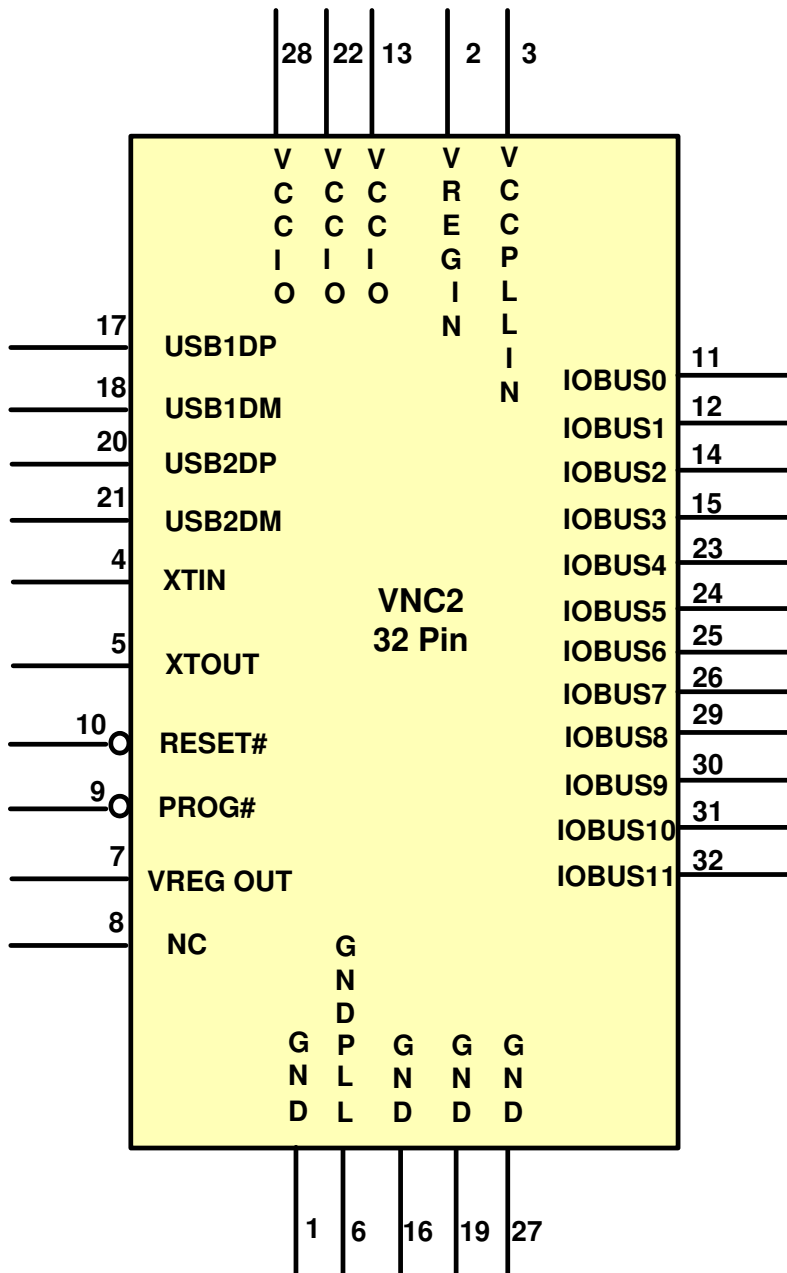 28 22 13 2 3
VCCIO VCCIO VCCIO VREGIN VCCPLLIN
17 USB1DP
18 USB1DM
20 USB2DP
21 USB2DM
4 XTIN
5 XTOUT
10 RESET#
9 PROG#
7 VREG OUT
8 NC
VNC2
32 Pin
IOBUS0 11
IOBUS1 12
IOBUS2 14
IOBUS3 15
IOBUS4 23
IOBUS5 24
IOBUS6 25
IOBUS7 26
IOBUS8 29
IOBUS9 30
IOBUS10 31
IOBUS11 32
GND GNDPLL GND GND GND
1 6 16 19 27